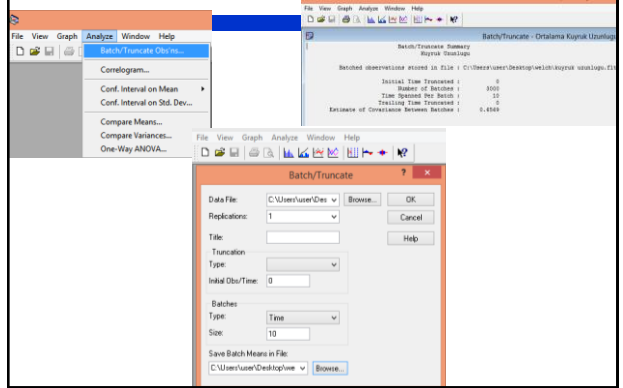 File View Graph Analyze Window Help
Batch/Truncate Obs'ns...
Correlogram...
Conf. Interval on Mean
Conf. Interval on Std. Dev...
Compare Means...
Compare Variances...
One-Way ANOVA...
File View Graph Analyze Window Help
Batch/Truncate - Ortalama Kuyruk Uzunlugu
Batch/Truncate Summary
Kuyruk Uzunlugu
Batched observations stored in file : C:\Users\user\Desktop\welch\kuyruk uzunlugu.flt
Initial Time Truncated : 0
Number of Batches : 3000
Time Spanned Per Batch : 10
Trailing Time Truncated : 0
Estimate of Covariance Between Batches : 0.6569
File View Graph Analyze Window Help
Batch/Truncate ? ×
Data File: C:\Users\user\Des Browse... OK
Replications: 1 Cancel
Title: Help
Truncation
Type:
Initial Obs/Time: 0
Batches
Type: Time
Size: 10
Save Batch Means in File:
C:\Users\user\Desktop\we Browse...